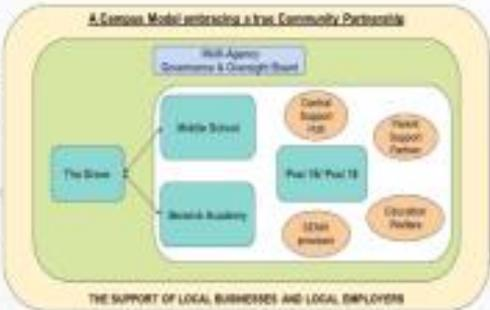 A Campus Model embracing a true Community Partnership
Multi-Agency
Governance & Oversight Board
Middle School
Central
Support
Hub
Parent
Support
Partner
The Grove
Post 16/ Post 18
Berwick Academy
SEND
provision
Education
Welfare
THE SUPPORT OF LOCAL BUSINESSES AND LOCAL EMPLOYERS